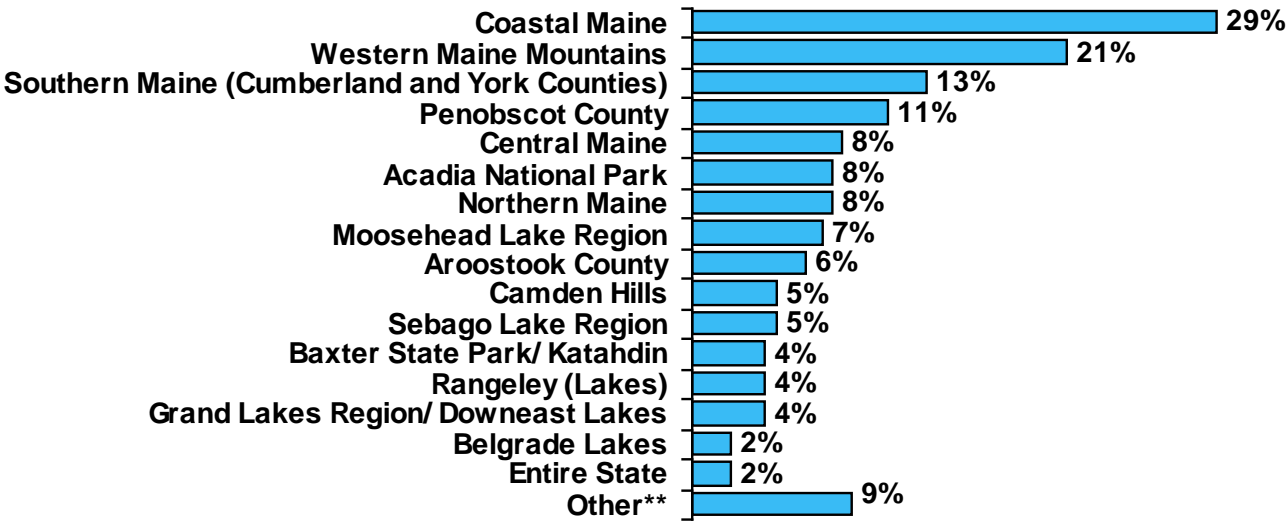 Coastal Maine 29%
Western Maine Mountains 21%
Southern Maine (Cumberland and York Counties) 13%
Penobscot County 11%
Central Maine 8%
Acadia National Park 8%
Northern Maine 8%
Moosehead Lake Region 7%
Aroostook County 6%
Camden Hills 5%
Sebago Lake Region 5%
Baxter State Park/ Katahdin 4%
Rangeley (Lakes) 4%
Grand Lakes Region/ Downeast Lakes 4%
Belgrade Lakes 2%
Entire State 2%
Other** 9%